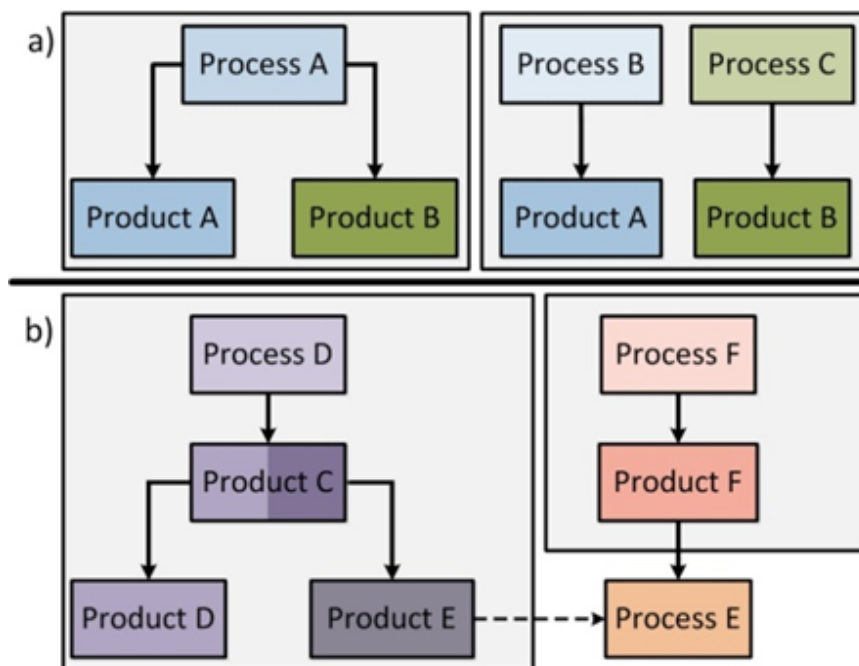 a)
Process A
Process B
Process C
Product A
Product B
Product A
Product B
b)
Process D
Process F
Product C
Product F
Product D
Product E
Process E